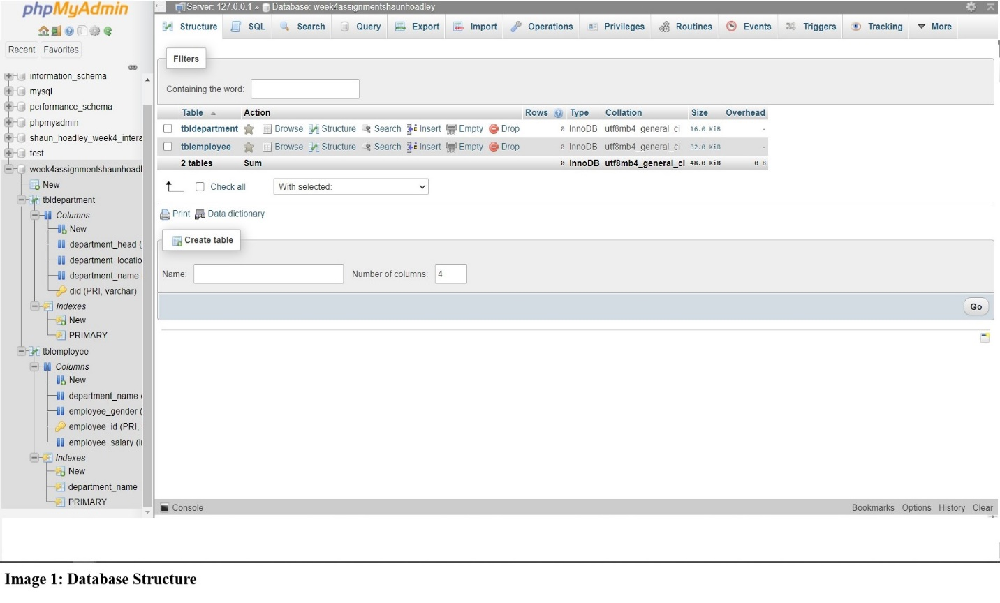 phpMyAdmin
Recent Favorites
information_schema
mysql
performance_schema
phpmyadmin
shaun_hoadley_week4_intera
test
week4assignmentshaunhoadl
New
tbldepartment
Columns
New
department_head (
department_locatio
department_name (
did (PRI, varchar)
Indexes
New
PRIMARY
tblemployee
Columns
New
department_name (
employee_gender (
employee_id (PRI,
employee_salary (in
Indexes
New
department_name
PRIMARY
Server: 127.0.0.1 » Database: week4assignmentshaunhoadley
Structure SQL Search Query Export Import Operations Privileges Routines Events Triggers Tracking More
Filters
Containing the word:
Table Action Rows Type Collation Size Overhead
tbldepartment Browse Structure Search Insert Empty Drop 0 InnoDB utf8mb4_general_ci 16.0 KiB -
tblemployee Browse Structure Search Insert Empty Drop 0 InnoDB utf8mb4_general_ci 32.0 KiB -
2 tables Sum 0 InnoDB utf8mb4_general_ci 48.0 KiB 0 B
Check all With selected:
Print Data dictionary
Create table
Name: Number of columns: 4
Go
Console Bookmarks Options History Clear
Image 1: Database Structure